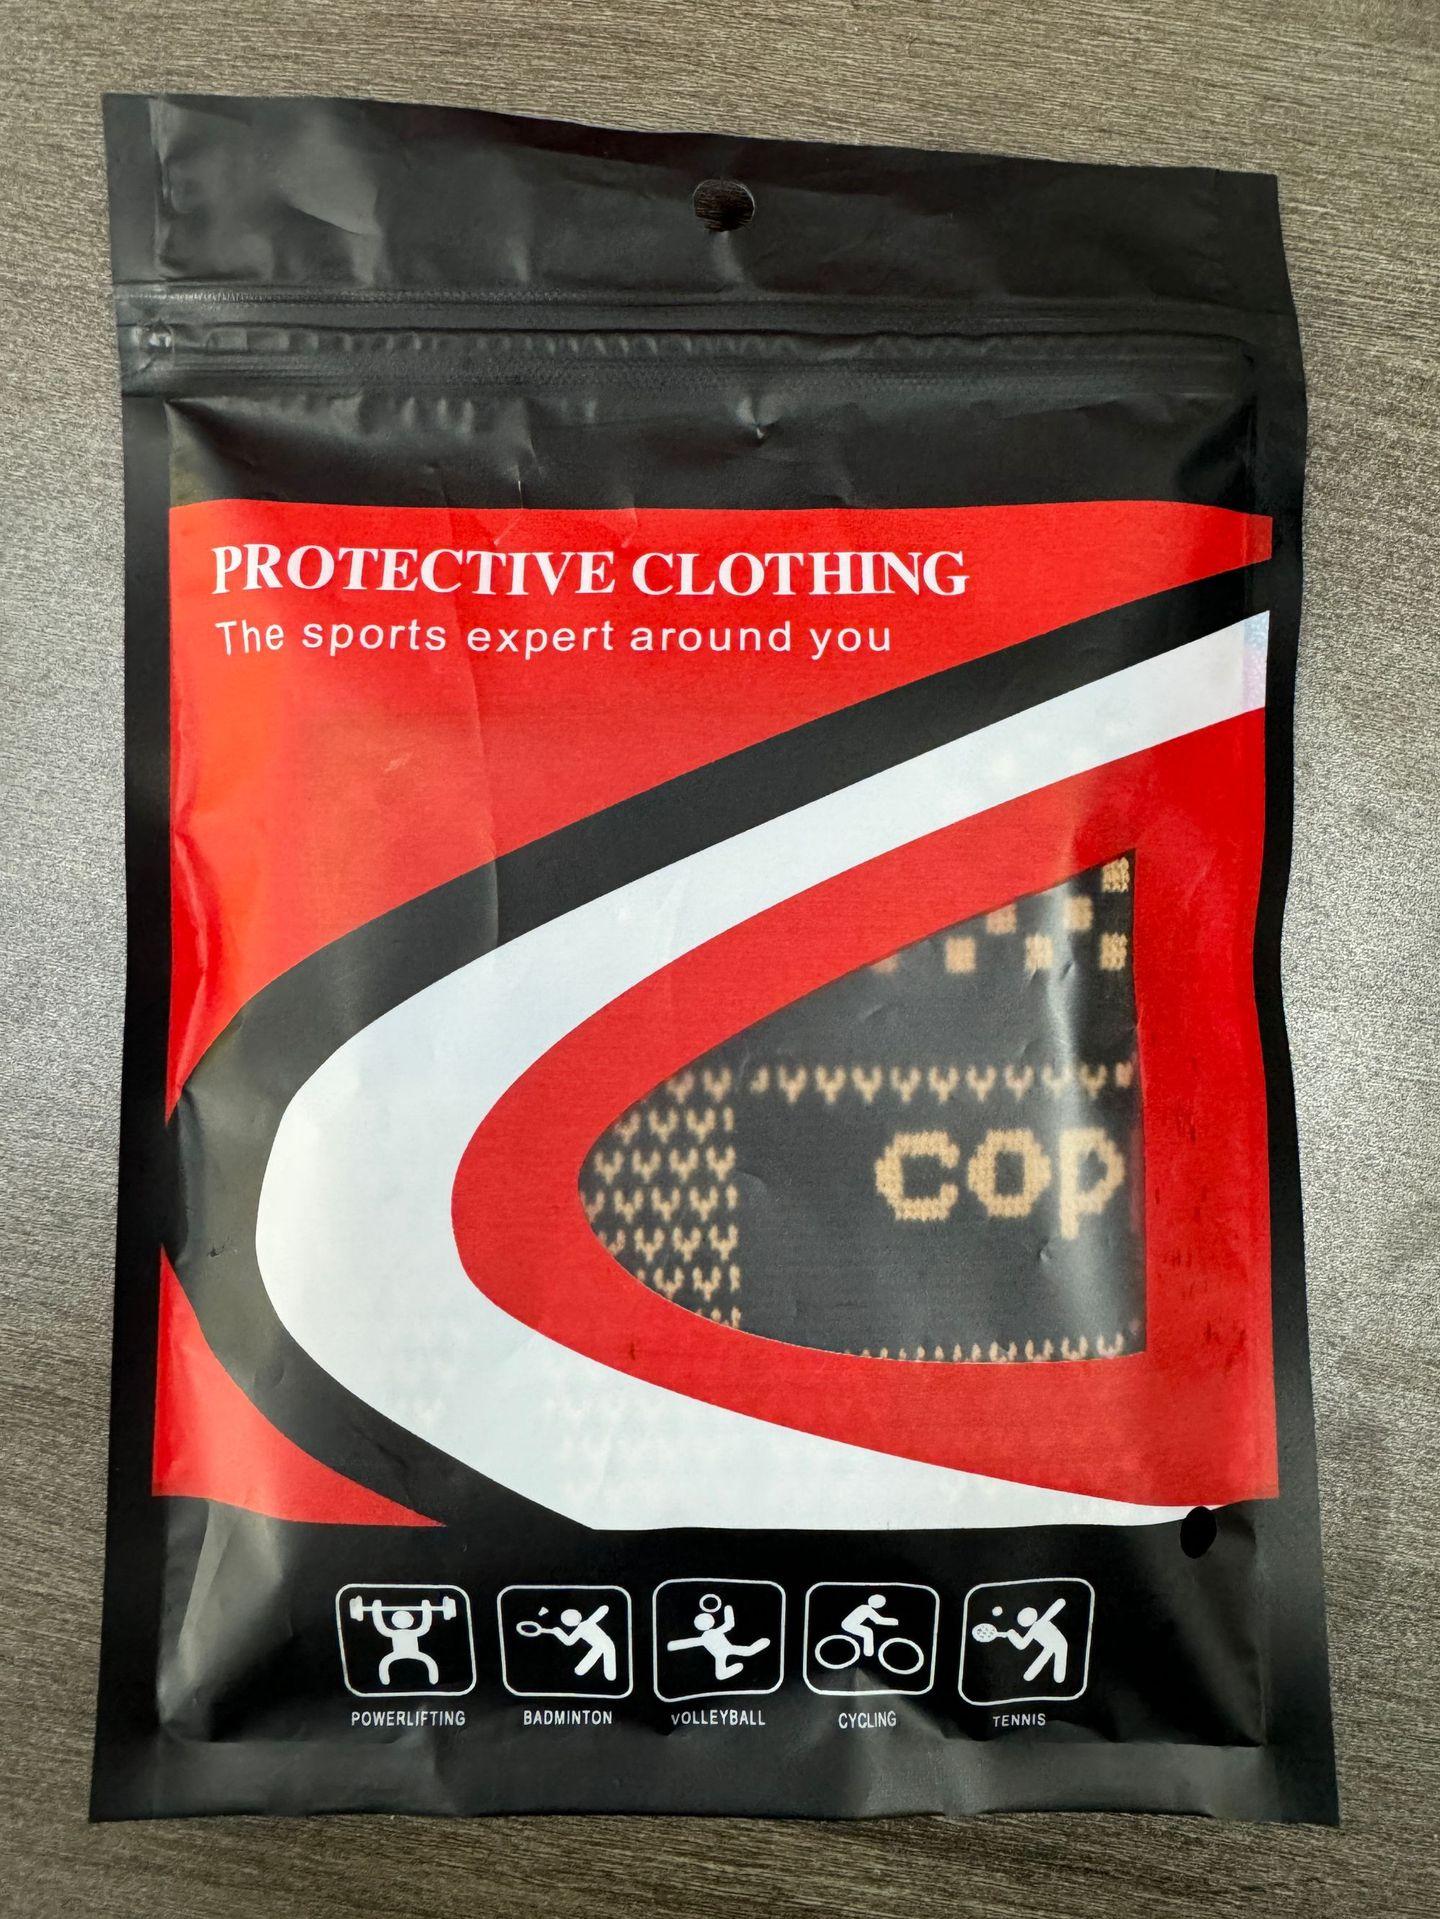 PROTECTIVE CLOTHING
The sports expert around you
cop
POWERLIFTING BADMINTON VOLLEYBALL CYCLING TENNIS